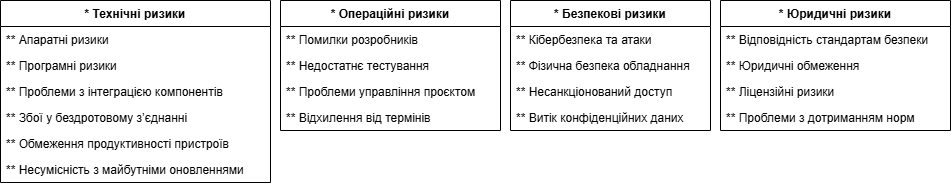 * Технічні ризики
** Апаратні ризики
** Програмні ризики
** Проблеми з інтеграцією компонентів
** Збої у бездротовому з’єднанні
** Обмеження продуктивності пристроїв
** Несумісність з майбутніми оновленнями
* Операційні ризики
** Помилки розробників
** Недостатнє тестування
** Проблеми управління проєктом
** Відхилення від термінів
* Безпекові ризики
** Кібербезпека та атаки
** Фізична безпека обладнання
** Несанкціонований доступ
** Витік конфіденційних даних
* Юридичні ризики
** Відповідність стандартам безпеки
** Юридичні обмеження
** Ліцензійні ризики
** Проблеми з дотриманням норм